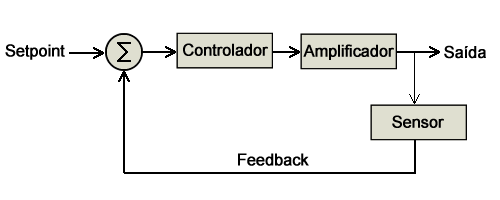 Setpoint
Σ
Controlador
Amplificador
Saída
Sensor
Feedback